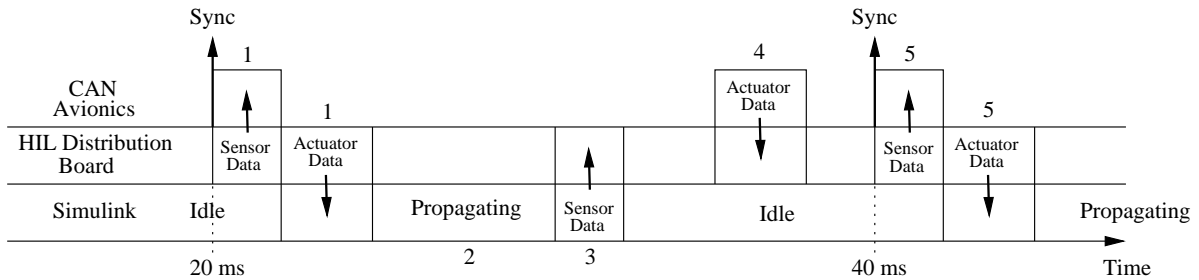 Sync
Sync
1
4
5
CAN
Avionics
Actuator
Data
1
5
HIL Distribution
Board
Sensor
Data
Actuator
Data
Sensor
Data
Actuator
Data
Simulink
Idle
Propagating
Sensor
Data
Idle
Propagating
2
3
20 ms
40 ms
Time